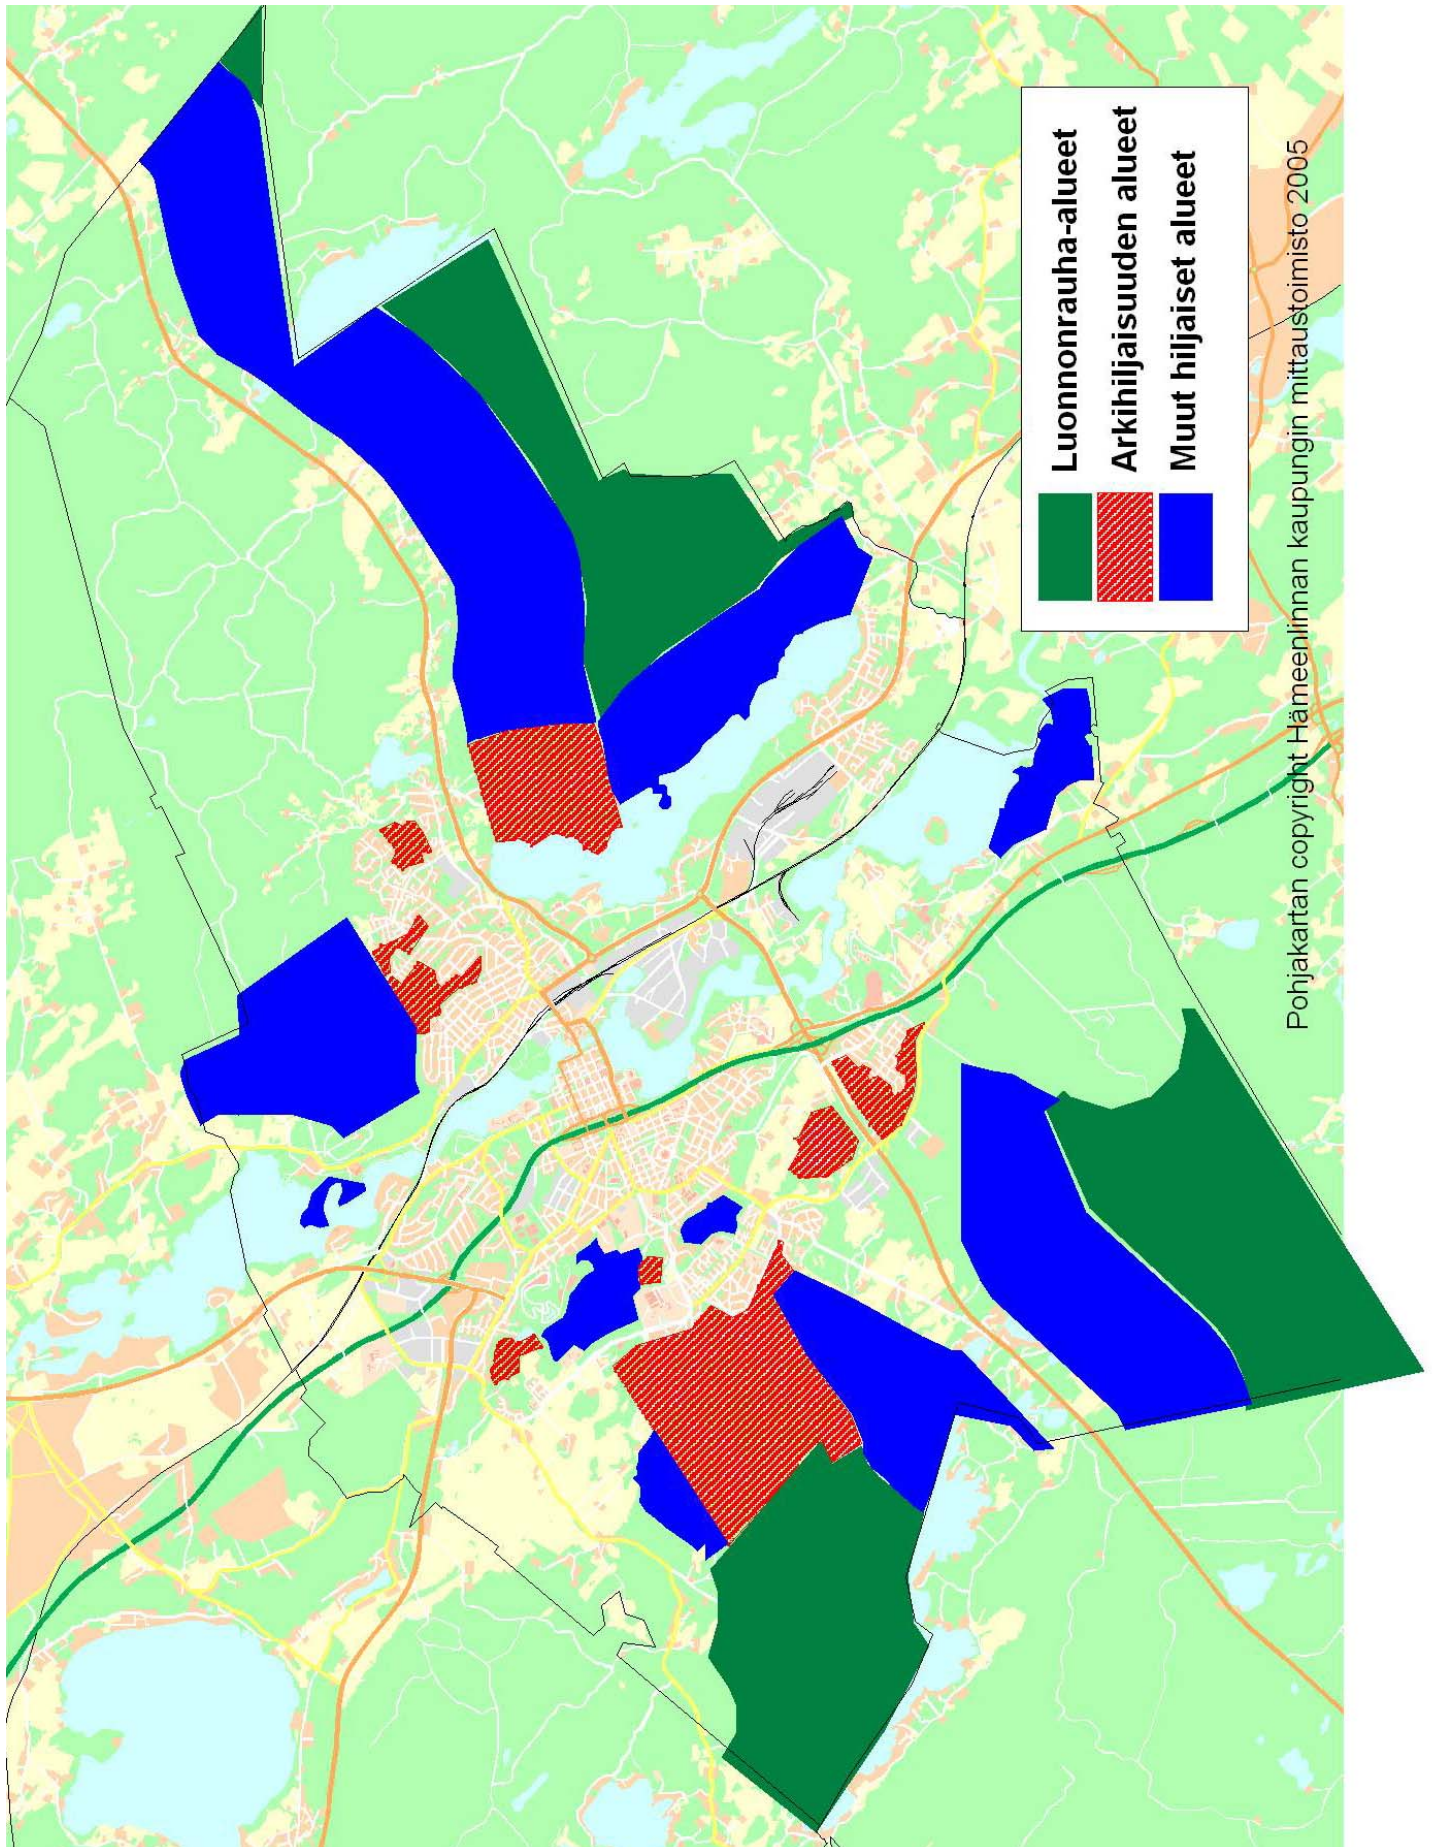 Luonnonrauha-alueet
Arkihiljaisuuden alueet
Muut hiljaiset alueet
Pohjakartan copyright Hämeenlinnan kaupungin mittaustoimisto 2005